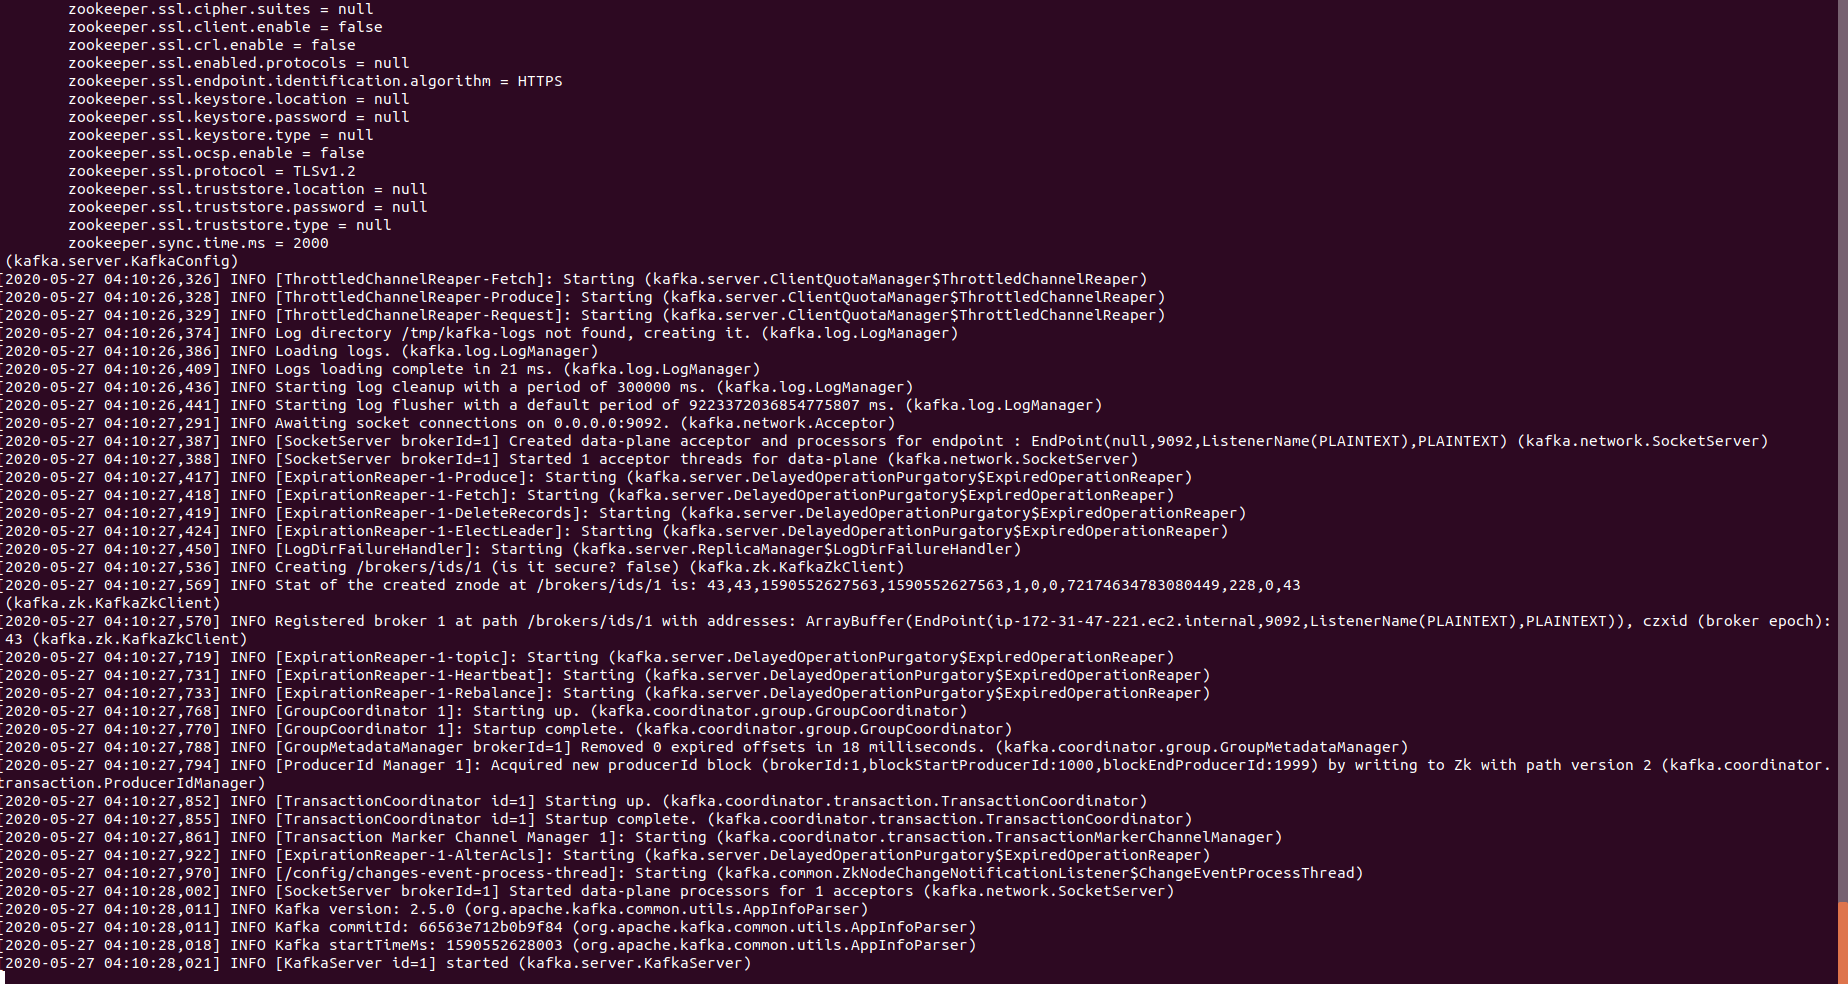 zookeeper.ssl.cipher.suites = null
zookeeper.ssl.client.enable = false
zookeeper.ssl.crl.enable = false
zookeeper.ssl.enabled.protocols = null
zookeeper.ssl.endpoint.identification.algorithm = HTTPS
zookeeper.ssl.keystore.location = null
zookeeper.ssl.keystore.password = null
zookeeper.ssl.keystore.type = null
zookeeper.ssl.ocsp.enable = false
zookeeper.ssl.protocol = TLSv1.2
zookeeper.ssl.truststore.location = null
zookeeper.ssl.truststore.password = null
zookeeper.ssl.truststore.type = null
zookeeper.sync.time.ms = 2000
(kafka.server.KafkaConfig)
[2020-05-27 04:10:26,326] INFO [ThrottledChannelReaper-Fetch]: Starting (kafka.server.ClientQuotaManager$ThrottledChannelReaper)
[2020-05-27 04:10:26,328] INFO [ThrottledChannelReaper-Produce]: Starting (kafka.server.ClientQuotaManager$ThrottledChannelReaper)
[2020-05-27 04:10:26,329] INFO [ThrottledChannelReaper-Request]: Starting (kafka.server.ClientQuotaManager$ThrottledChannelReaper)
[2020-05-27 04:10:26,374] INFO Log directory /tmp/kafka-logs not found, creating it. (kafka.log.LogManager)
[2020-05-27 04:10:26,386] INFO Loading logs. (kafka.log.LogManager)
[2020-05-27 04:10:26,409] INFO Logs loading complete in 21 ms. (kafka.log.LogManager)
[2020-05-27 04:10:26,436] INFO Starting log cleanup with a period of 300000 ms. (kafka.log.LogManager)
[2020-05-27 04:10:26,441] INFO Starting log flusher with a default period of 9223372036854775807 ms. (kafka.log.LogManager)
[2020-05-27 04:10:27,291] INFO Awaiting socket connections on 0.0.0.0:9092. (kafka.network.Acceptor)
[2020-05-27 04:10:27,387] INFO [SocketServer brokerId=1] Created data-plane acceptor and processors for endpoint : EndPoint(null,9092,ListenerName(PLAINTEXT),PLAINTEXT) (kafka.network.SocketServer)
[2020-05-27 04:10:27,388] INFO [SocketServer brokerId=1] Started 1 acceptor threads for data-plane (kafka.network.SocketServer)
[2020-05-27 04:10:27,417] INFO [ExpirationReaper-1-Produce]: Starting (kafka.server.DelayedOperationPurgatory$ExpiredOperationReaper)
[2020-05-27 04:10:27,418] INFO [ExpirationReaper-1-Fetch]: Starting (kafka.server.DelayedOperationPurgatory$ExpiredOperationReaper)
[2020-05-27 04:10:27,419] INFO [ExpirationReaper-1-DeleteRecords]: Starting (kafka.server.DelayedOperationPurgatory$ExpiredOperationReaper)
[2020-05-27 04:10:27,424] INFO [ExpirationReaper-1-ElectLeader]: Starting (kafka.server.DelayedOperationPurgatory$ExpiredOperationReaper)
[2020-05-27 04:10:27,450] INFO [LogDirFailureHandler]: Starting (kafka.server.ReplicaManager$LogDirFailureHandler)
[2020-05-27 04:10:27,536] INFO Creating /brokers/ids/1 (is it secure? false) (kafka.zk.KafkaZkClient)
[2020-05-27 04:10:27,569] INFO Stat of the created znode at /brokers/ids/1 is: 43,43,1590552627563,1590552627563,1,0,0,72174634783080449,228,0,43
(kafka.zk.KafkaZkClient)
[2020-05-27 04:10:27,570] INFO Registered broker 1 at path /brokers/ids/1 with addresses: ArrayBuffer(EndPoint(ip-172-31-47-221.ec2.internal,9092,ListenerName(PLAINTEXT),PLAINTEXT)), czxid (broker epoch):
43 (kafka.zk.KafkaZkClient)
[2020-05-27 04:10:27,719] INFO [ExpirationReaper-1-topic]: Starting (kafka.server.DelayedOperationPurgatory$ExpiredOperationReaper)
[2020-05-27 04:10:27,731] INFO [ExpirationReaper-1-Heartbeat]: Starting (kafka.server.DelayedOperationPurgatory$ExpiredOperationReaper)
[2020-05-27 04:10:27,733] INFO [ExpirationReaper-1-Rebalance]: Starting (kafka.server.DelayedOperationPurgatory$ExpiredOperationReaper)
[2020-05-27 04:10:27,768] INFO [GroupCoordinator 1]: Starting up. (kafka.coordinator.group.GroupCoordinator)
[2020-05-27 04:10:27,770] INFO [GroupCoordinator 1]: Startup complete. (kafka.coordinator.group.GroupCoordinator)
[2020-05-27 04:10:27,788] INFO [GroupMetadataManager brokerId=1] Removed 0 expired offsets in 18 milliseconds. (kafka.coordinator.group.GroupMetadataManager)
[2020-05-27 04:10:27,794] INFO [ProducerId Manager 1]: Acquired new producerId block (brokerId:1,blockStartProducerId:1000,blockEndProducerId:1999) by writing to Zk with path version 2 (kafka.coordinator.
transaction.ProducerIdManager)
[2020-05-27 04:10:27,852] INFO [TransactionCoordinator id=1] Starting up. (kafka.coordinator.transaction.TransactionCoordinator)
[2020-05-27 04:10:27,855] INFO [TransactionCoordinator id=1] Startup complete. (kafka.coordinator.transaction.TransactionCoordinator)
[2020-05-27 04:10:27,861] INFO [Transaction Marker Channel Manager 1]: Starting (kafka.coordinator.transaction.TransactionMarkerChannelManager)
[2020-05-27 04:10:27,922] INFO [ExpirationReaper-1-AlterAcls]: Starting (kafka.server.DelayedOperationPurgatory$ExpiredOperationReaper)
[2020-05-27 04:10:27,970] INFO [/config/changes-event-process-thread]: Starting (kafka.common.ZkNodeChangeNotificationListener$ChangeEventProcessThread)
[2020-05-27 04:10:28,002] INFO [SocketServer brokerId=1] Started data-plane processors for 1 acceptors (kafka.network.SocketServer)
[2020-05-27 04:10:28,011] INFO Kafka version: 2.5.0 (org.apache.kafka.common.utils.AppInfoParser)
[2020-05-27 04:10:28,011] INFO Kafka commitId: 66563e712b0b9f84 (org.apache.kafka.common.utils.AppInfoParser)
[2020-05-27 04:10:28,018] INFO Kafka startTimeMs: 1590552628003 (org.apache.kafka.common.utils.AppInfoParser)
[2020-05-27 04:10:28,021] INFO [KafkaServer id=1] started (kafka.server.KafkaServer)